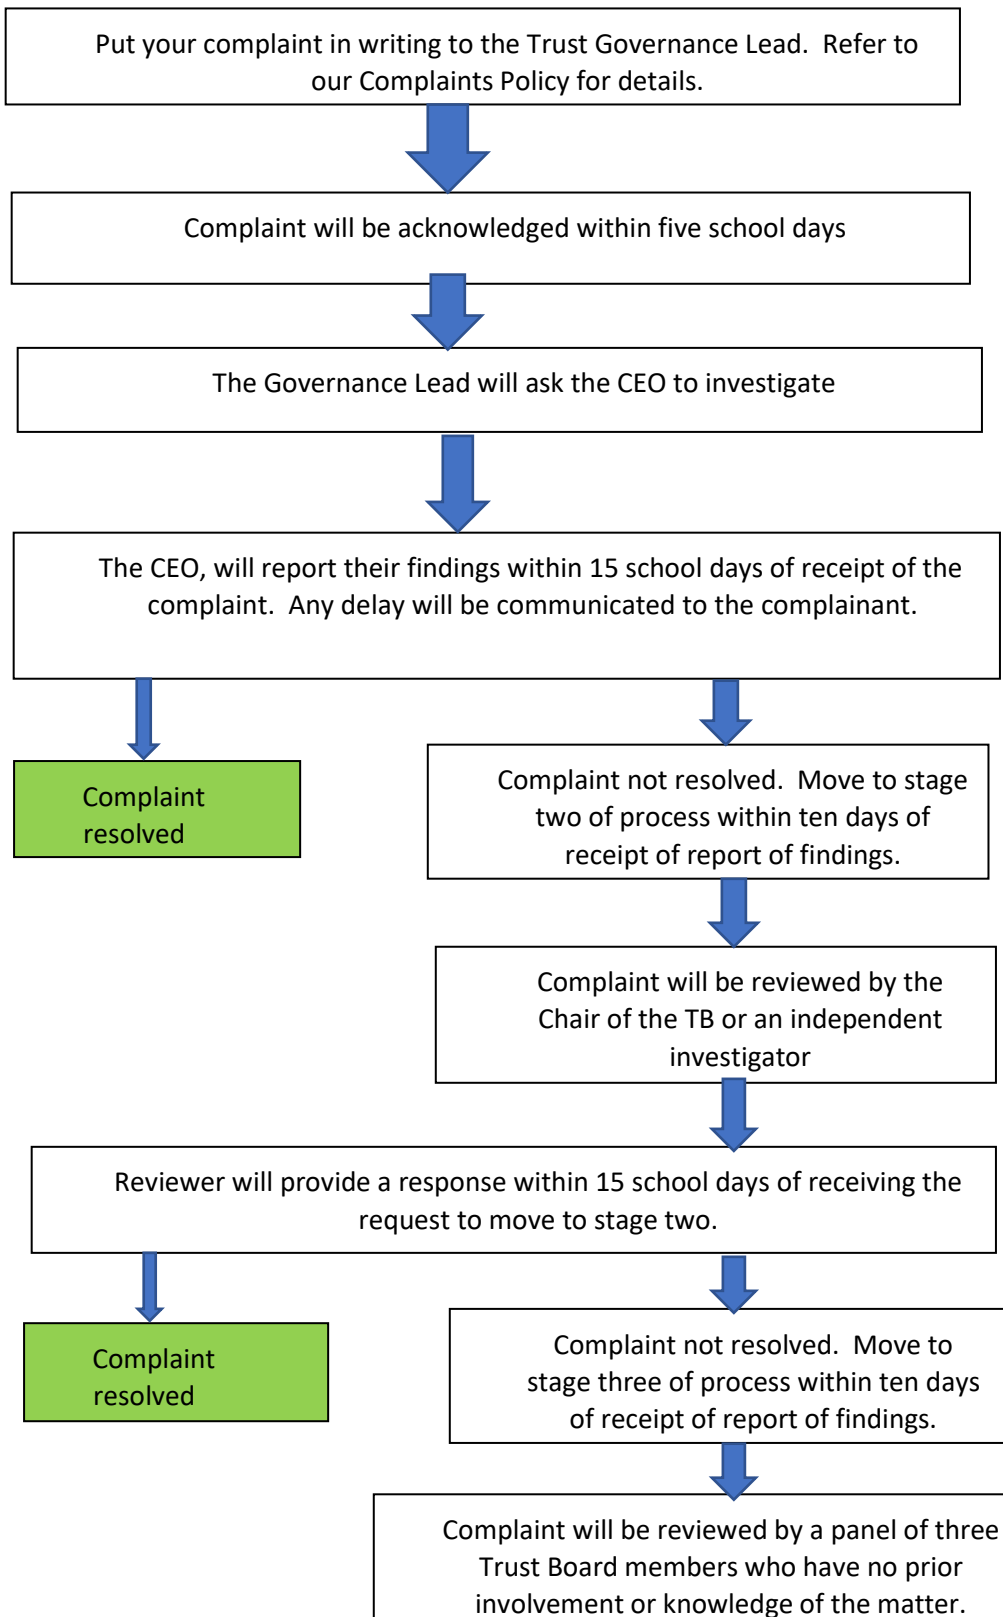 Put your complaint in writing to the Trust Governance Lead.  Refer to
our Complaints Policy for details.
Complaint will be acknowledged within five school days
The Governance Lead will ask the CEO to investigate
The CEO, will report their findings within 15 school days of receipt of the
complaint.  Any delay will be communicated to the complainant.
Complaint
resolved
Complaint not resolved.  Move to stage
two of process within ten days of
receipt of report of findings.
Complaint will be reviewed by the
Chair of the TB or an independent
investigator
Reviewer will provide a response within 15 school days of receiving the
request to move to stage two.
Complaint
resolved
Complaint not resolved.  Move to
stage three of process within ten days
of receipt of report of findings.
Complaint will be reviewed by a panel of three
Trust Board members who have no prior
involvement or knowledge of the matter.